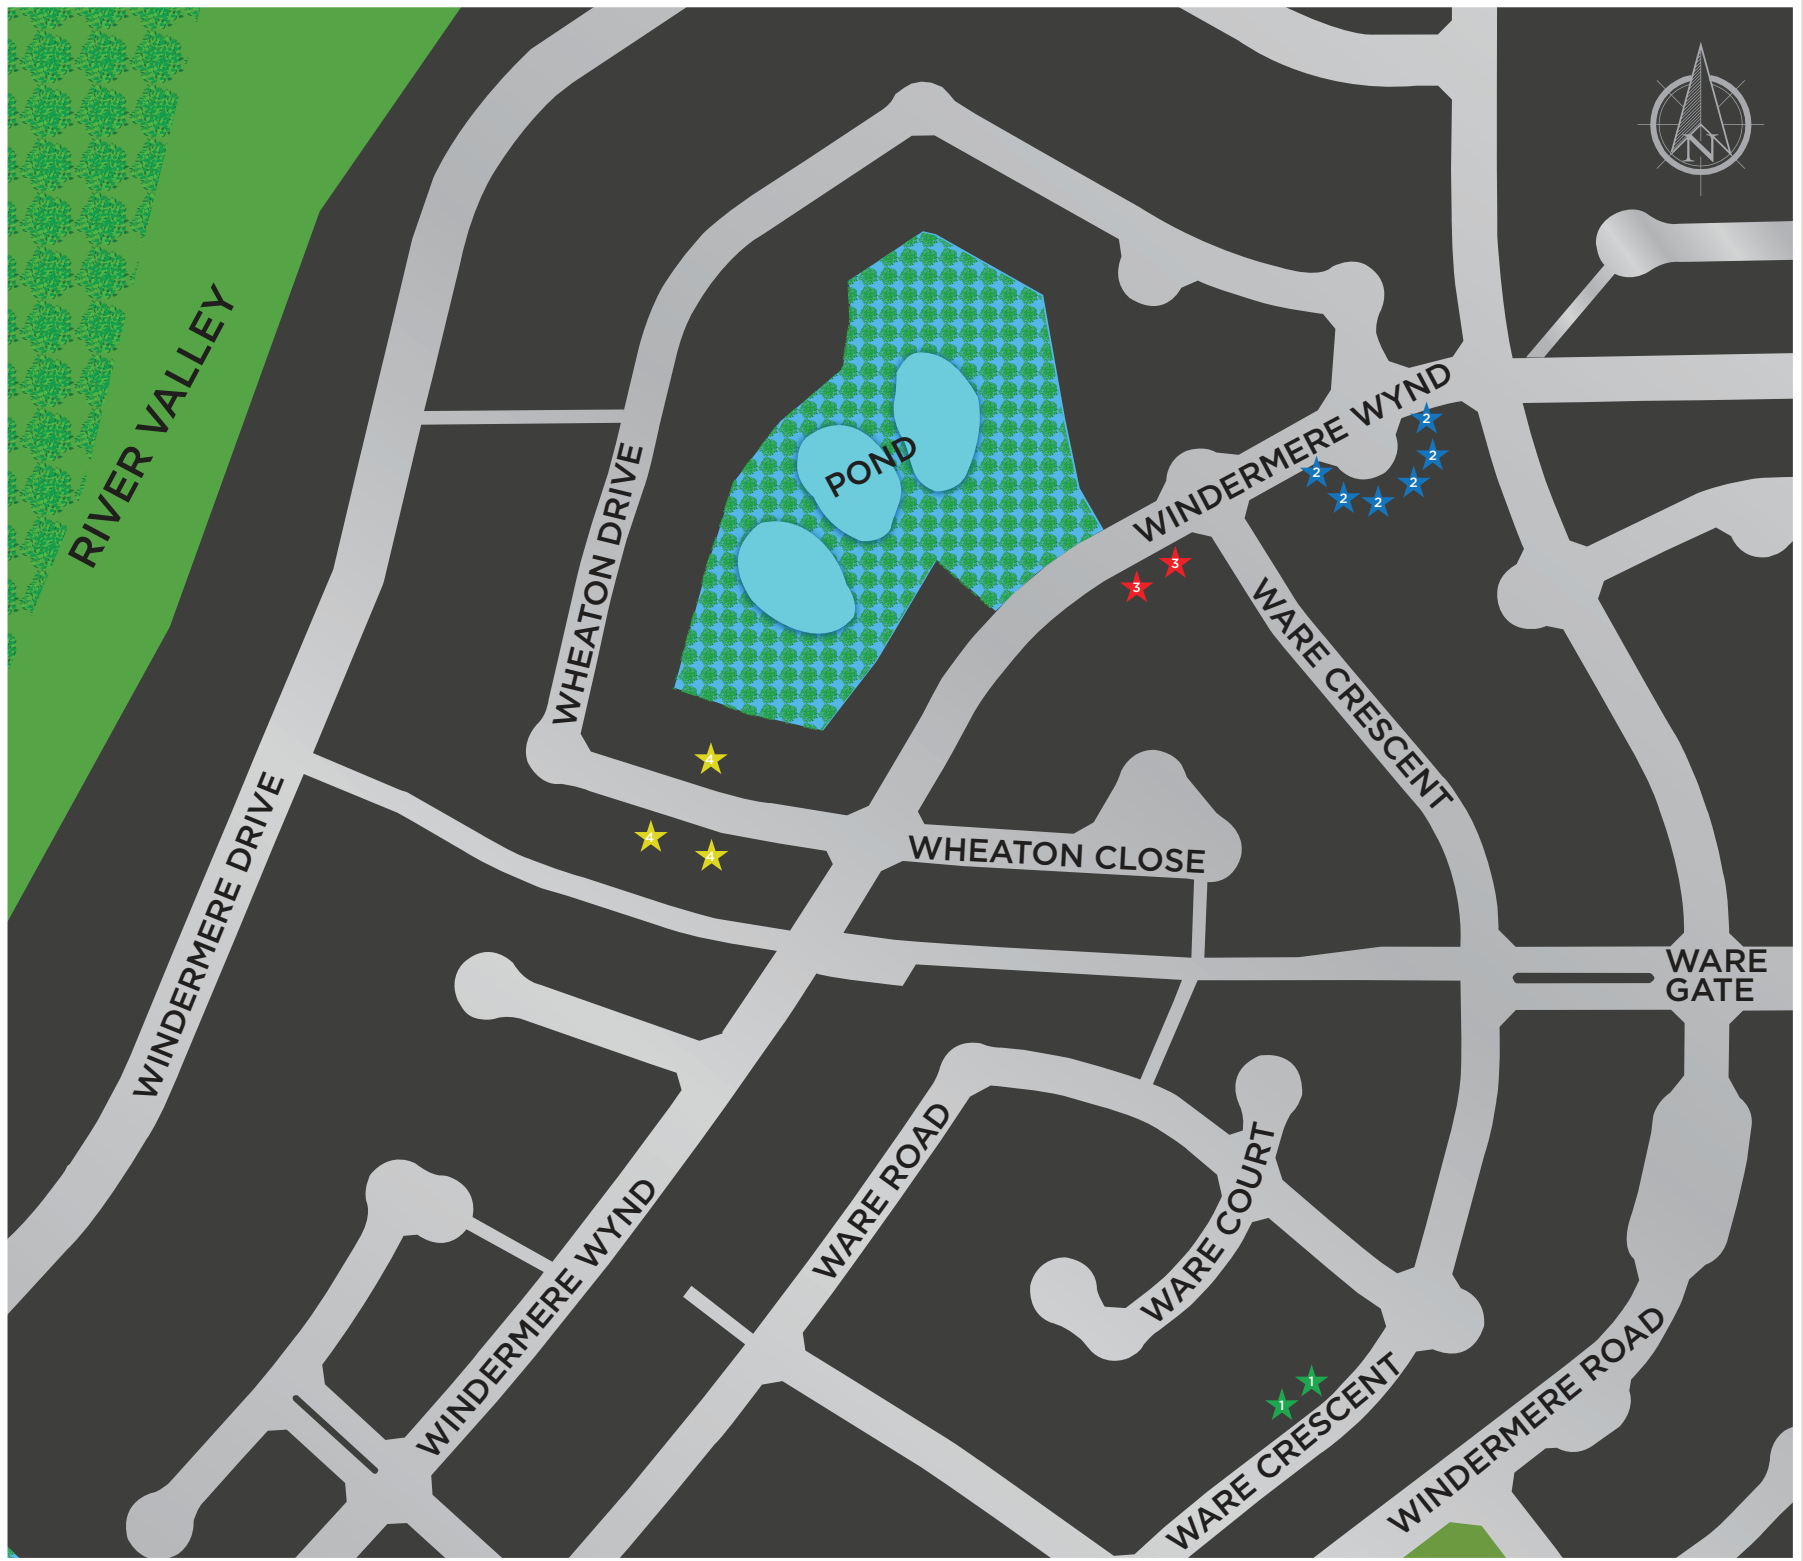 N
RIVER VALLEY
WINDERMERE WYND
2
2
2
2
2
2
POND
WHEATON DRIVE
3
3
WARE CRESCENT
4
4
4
WINDERMERE DRIVE
WHEATON CLOSE
WARE
GATE
WARE ROAD
WARE COURT
WINDERMERE WYND
WINDERMERE ROAD
1
1
WARE CRESCENT